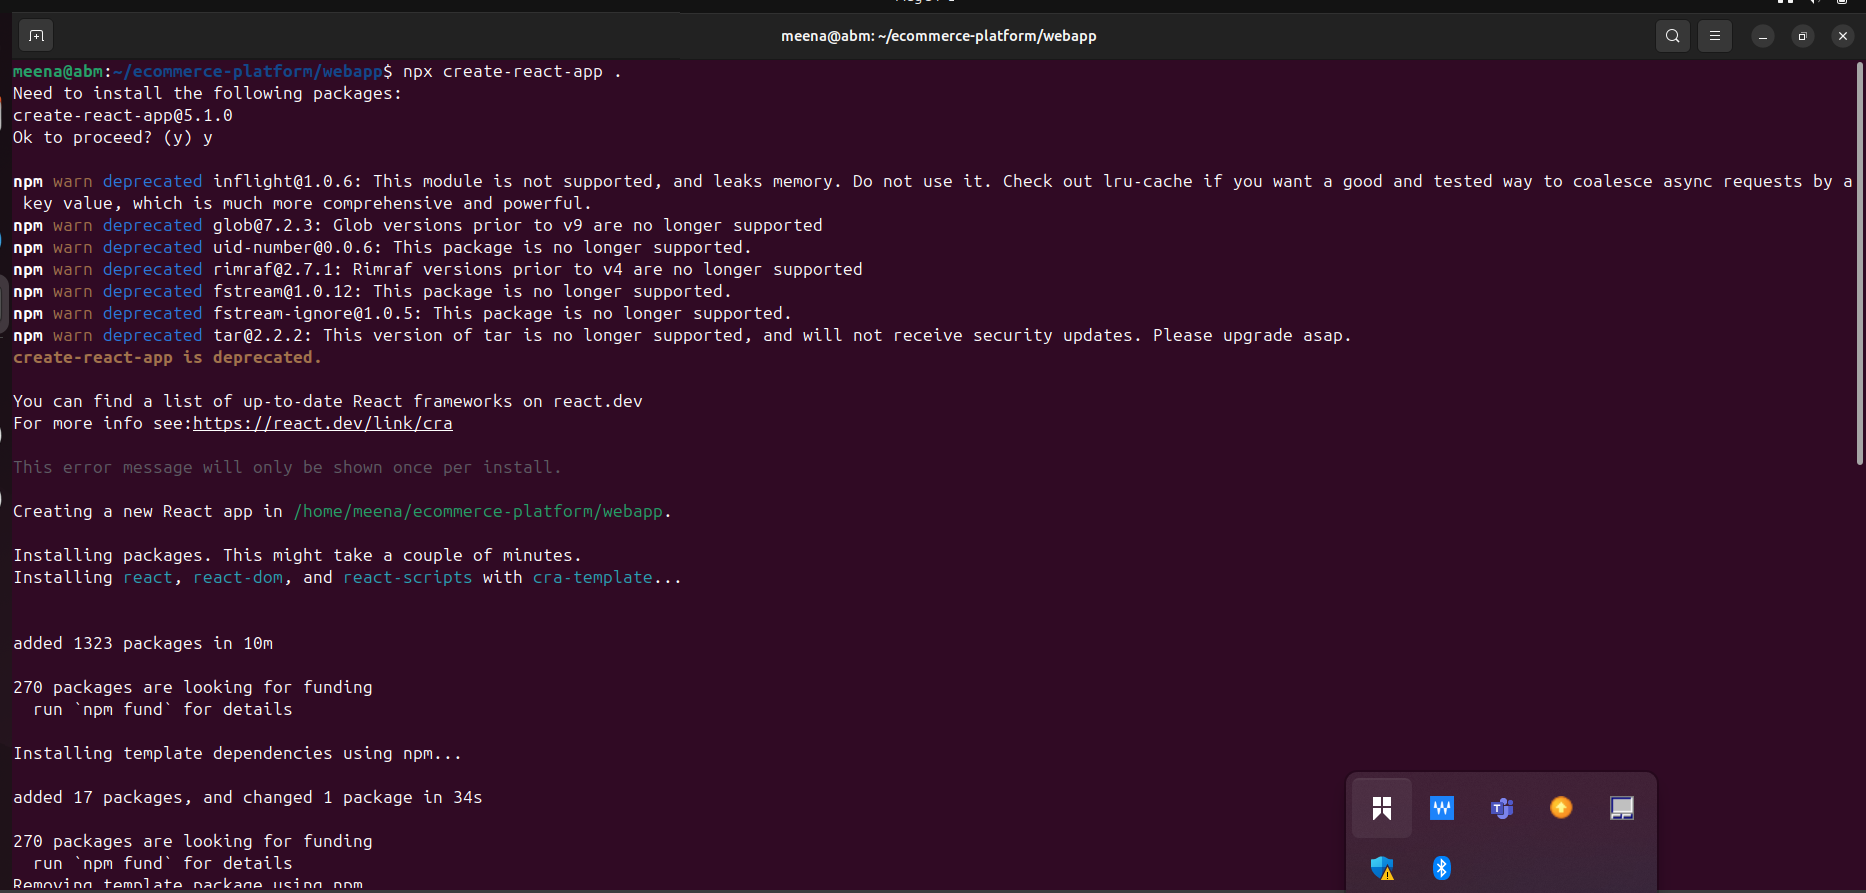 meena@abm: ~/ecommerce-platform/webapp
meena@abm:~/ecommerce-platform/webapp$ npx create-react-app .
Need to install the following packages:
create-react-app@5.1.0
Ok to proceed? (y) y
npm warn deprecated inflight@1.0.6: This module is not supported, and leaks memory. Do not use it. Check out lru-cache if you want a good and tested way to coalesce async requests by a
key value, which is much more comprehensive and powerful.
npm warn deprecated glob@7.2.3: Glob versions prior to v9 are no longer supported
npm warn deprecated uid-number@0.0.6: This package is no longer supported.
npm warn deprecated rimraf@2.7.1: Rimraf versions prior to v4 are no longer supported
npm warn deprecated fstream@1.0.12: This package is no longer supported.
npm warn deprecated fstream-ignore@1.0.5: This package is no longer supported.
npm warn deprecated tar@2.2.2: This version of tar is no longer supported, and will not receive security updates. Please upgrade asap.
create-react-app is deprecated.
You can find a list of up-to-date React frameworks on react.dev
For more info see:https://react.dev/link/cra
This error message will only be shown once per install.
Creating a new React app in /home/meena/ecommerce-platform/webapp.
Installing packages. This might take a couple of minutes.
Installing react, react-dom, and react-scripts with cra-template...
added 1323 packages in 10m
270 packages are looking for funding
run `npm fund` for details
Installing template dependencies using npm...
added 17 packages, and changed 1 package in 34s
270 packages are looking for funding
run `npm fund` for details
Removing template package using npm